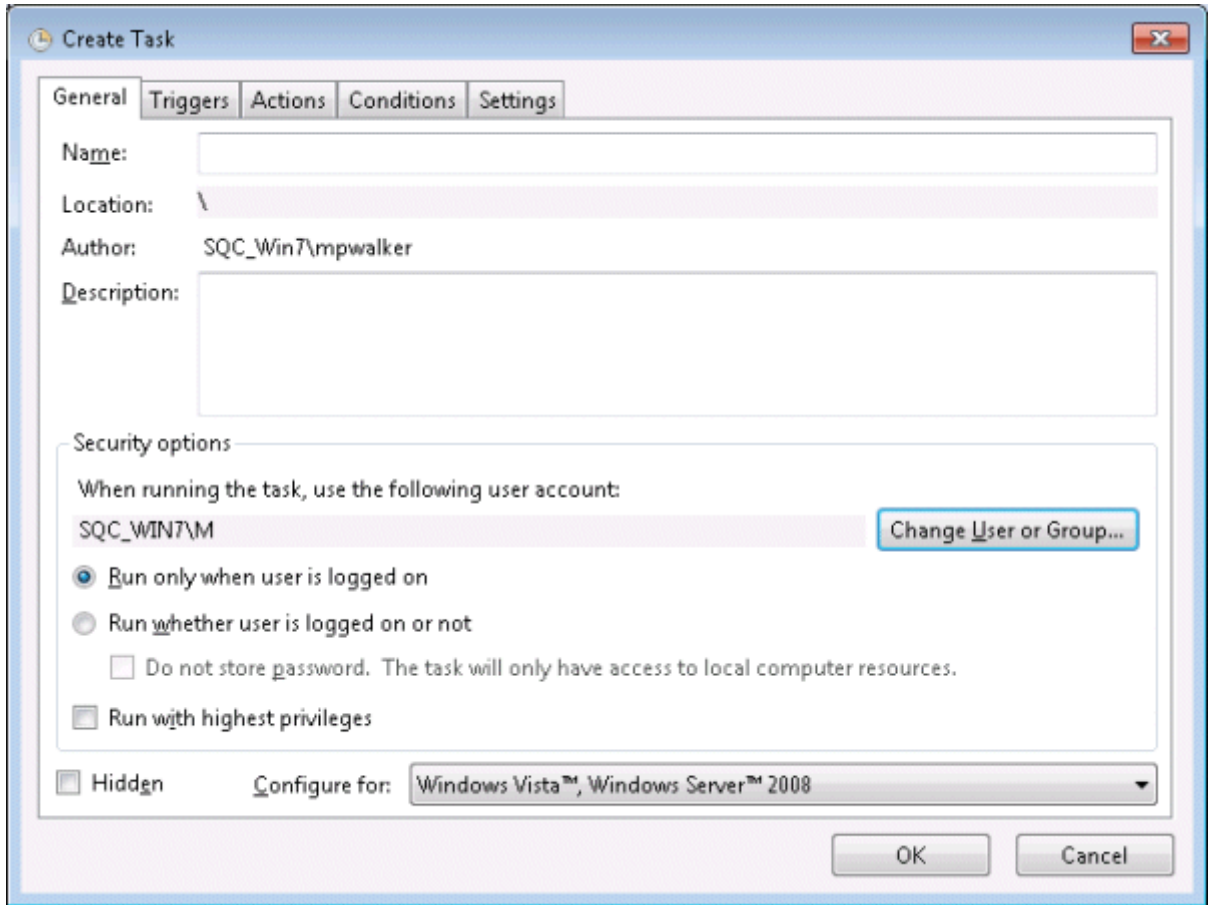 Create Task
General Triggers Actions Conditions Settings
Name:
Location: \
Author: SQC_Win7\mpwalker
Description:
Security options
When running the task, use the following user account:
SQC_WIN7\M Change User or Group...
Run only when user is logged on
Run whether user is logged on or not
Do not store password. The task will only have access to local computer resources.
Run with highest privileges
Hidden Configure for: Windows Vista™, Windows Server™ 2008
OK Cancel